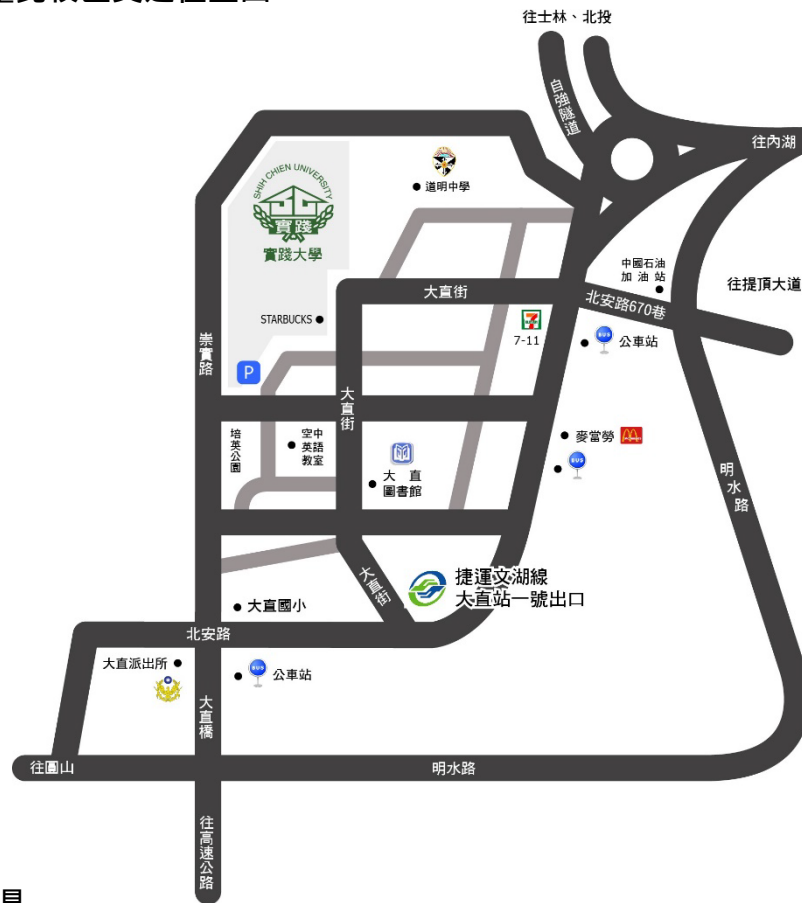 往士林、北投
自強隧道
往內湖
SHIH CHIEN UNIVERSITY
實踐
實踐大學
道明中學
中國石油
加油站
往提頂大道
大直街
北安路670巷
STARBUCKS
7-11
公車站
BUS
崇實路
P
大直街
麥當勞
BUS
培英公園
空中
英語
教室
大直
圖書館
明水路
大直街
捷運文湖線
大直站一號出口
大直國小
北安路
大直派出所
BUS
公車站
大直橋
往圓山
明水路
往高速公路